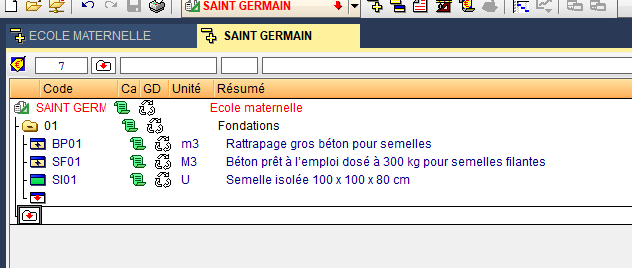 SAINT GERMAIN
ECOLE MATERNELLE SAINT GERMAIN
7
Code Ca GD Unité Résumé
SAINT GERM Ecole maternelle
01 Fondations
BP01 m3 Rattrapage gros béton pour semelles
SF01 M3 Béton prêt à l'emploi dosé à 300 kg pour semelles filantes
SI01 U Semelle isolée 100 x 100 x 80 cm